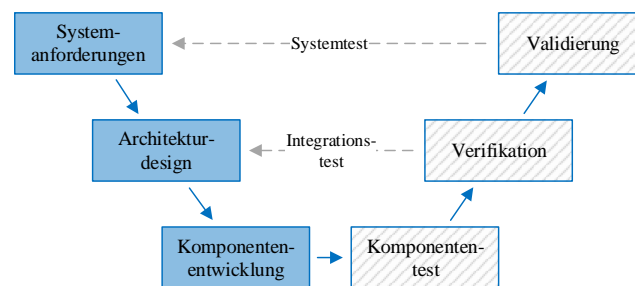 System-
anforderungen
Systemtest
Validierung
Architektur-
design
Integrations-
test
Verifikation
Komponenten-
entwicklung
Komponenten-
test